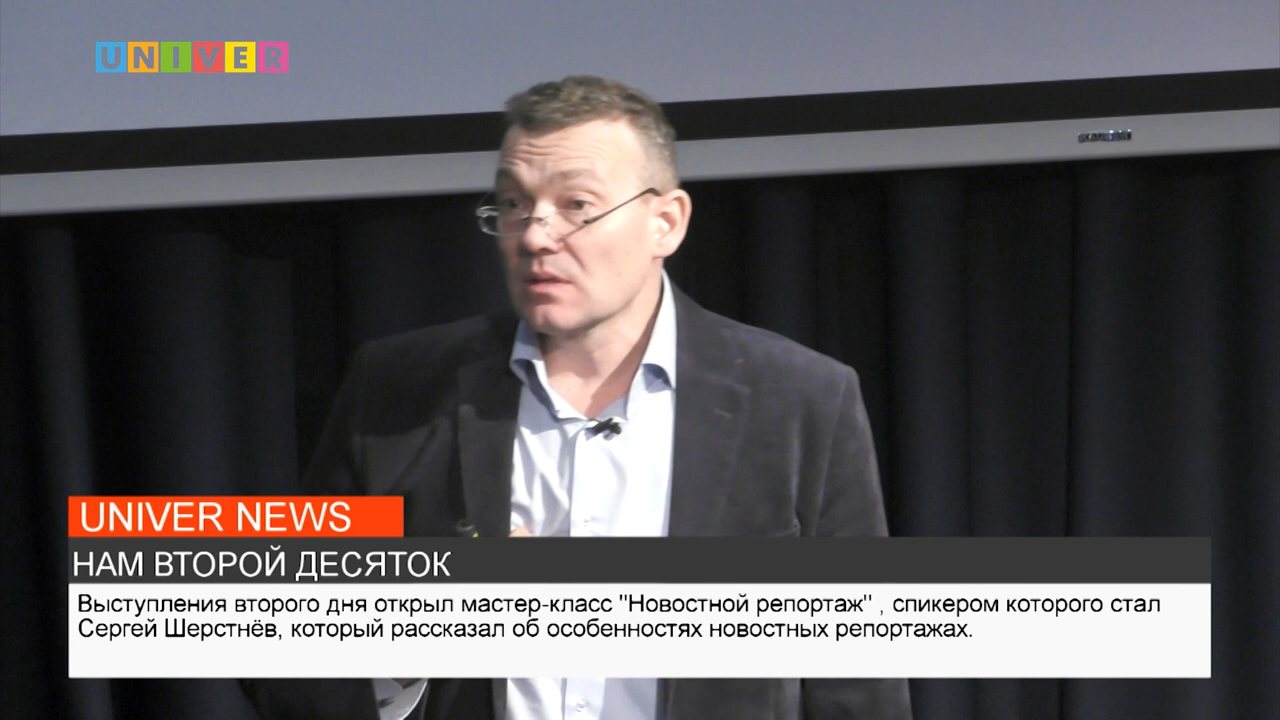 UNIVER
UNIVER NEWS
НАМ ВТОРОЙ ДЕСЯТОК
Выступления второго дня открыл мастер-класс "Новостной репортаж" , спикером которого стал
Сергей Шерстнёв, который рассказал об особенностях новостных репортажах.